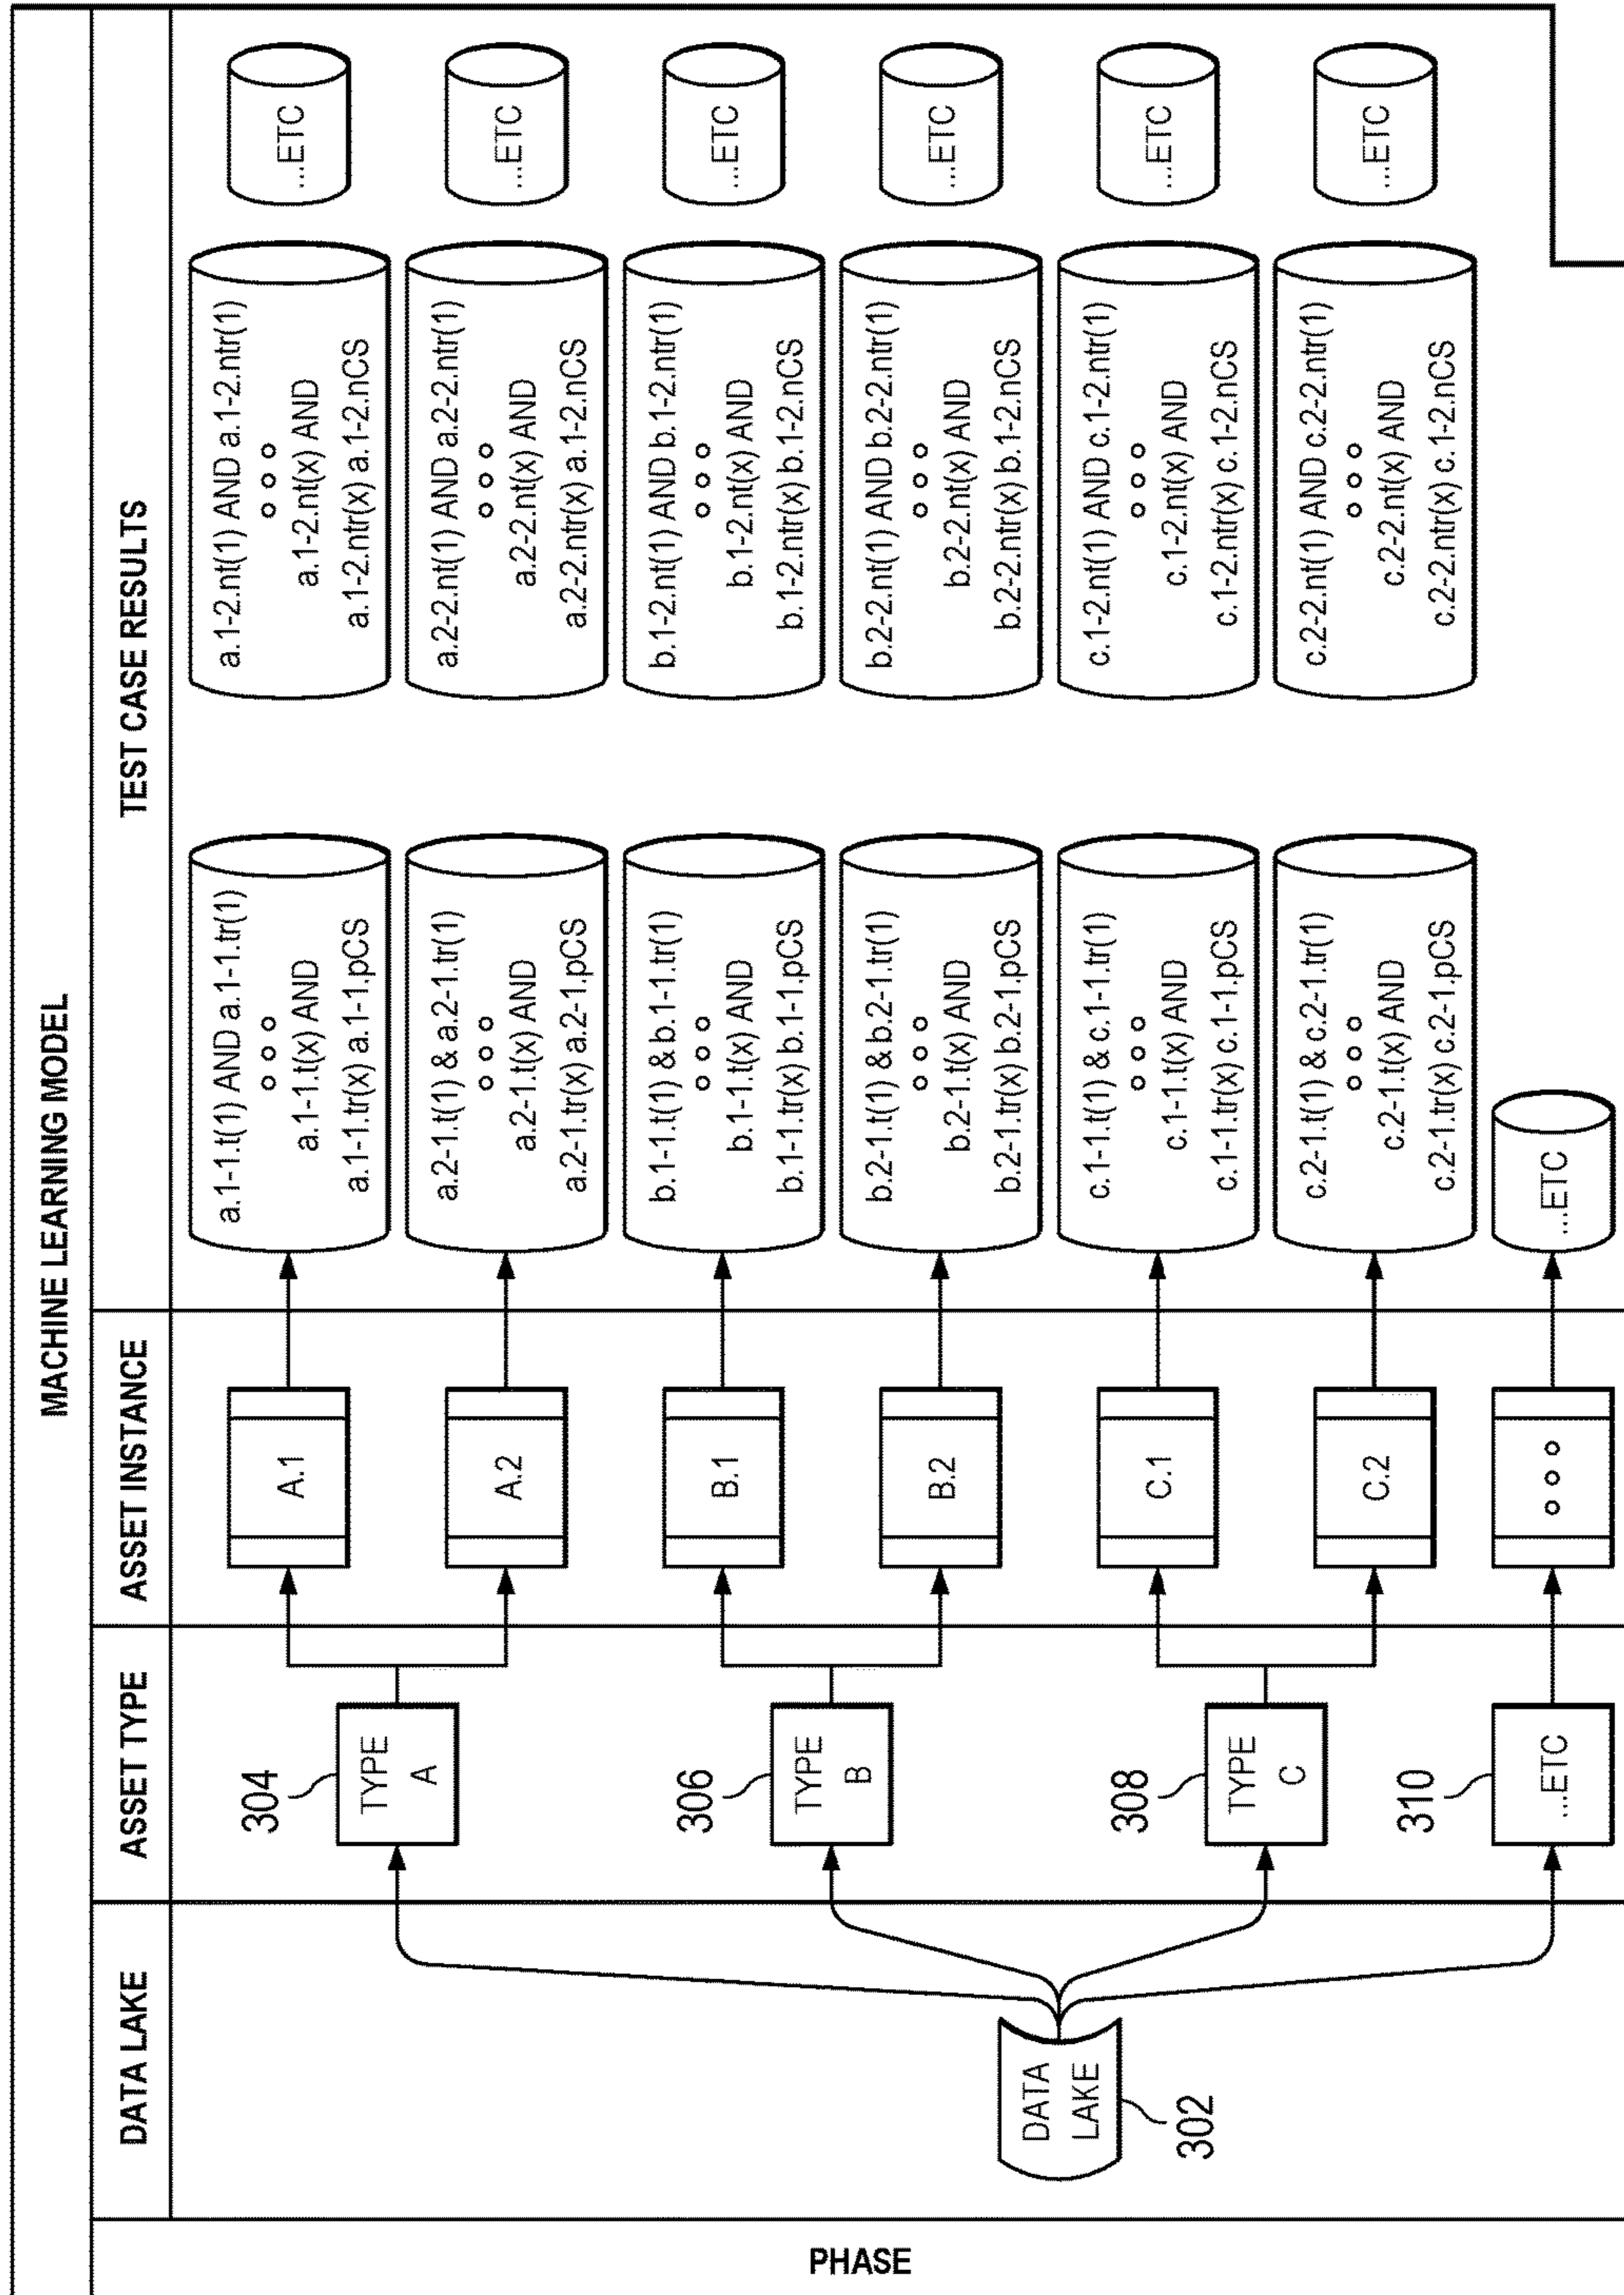 MACHINE LEARNING MODEL
PHASE
DATA LAKE
ASSET TYPE
ASSET INSTANCE
TEST CASE RESULTS
DATA
LAKE
302
304
TYPE
A
306
TYPE
B
308
TYPE
C
310
...ETC
A.1
A.2
B.1
B.2
C.1
C.2
a.1-1.t(1) AND a.1-1.tr(1)
a.1-1.t(x) AND
a.1-1.tr(x) a.1-1.pCS
a.1-2.nt(1) AND a.1-2.ntr(1)
a.1-2.nt(x) AND
a.1-2.ntr(x) a.1-2.nCS
...ETC
a.2-1.t(1) & a.2-1.tr(1)
a.2-1.t(x) AND
a.2-1.tr(x) a.2-1.pCS
a.2-2.nt(1) AND a.2-2.ntr(1)
a.2-2.nt(x) AND
a.2-2.ntr(x) a.1-2.nCS
...ETC
b.1-1.t(1) & b.1-1.tr(1)
b.1-1.t(x) AND
b.1-1.tr(x) b.1-1.pCS
b.1-2.nt(1) AND b.1-2.ntr(1)
b.1-2.nt(x) AND
b.1-2.ntr(x) b.1-2.nCS
...ETC
b.2-1.t(1) & b.2-1.tr(1)
b.2-1.t(x) AND
b.2-1.tr(x) b.2-1.pCS
b.2-2.nt(1) AND b.2-2.ntr(1)
b.2-2.nt(x) AND
b.2-2.ntr(x) b.1-2.nCS
...ETC
c.1-1.t(1) & c.1-1.tr(1)
c.1-1.t(x) AND
c.1-1.tr(x) c.1-1.pCS
c.1-2.nt(1) AND c.1-2.ntr(1)
c.1-2.nt(x) AND
c.1-2.ntr(x) c.1-2.nCS
...ETC
c.2-1.t(1) & c.2-1.tr(1)
c.2-1.t(x) AND
c.2-1.tr(x) c.2-1.pCS
c.2-2.nt(1) AND c.2-2.ntr(1)
c.2-2.nt(x) AND
c.2-2.ntr(x) c.1-2.nCS
...ETC
...ETC